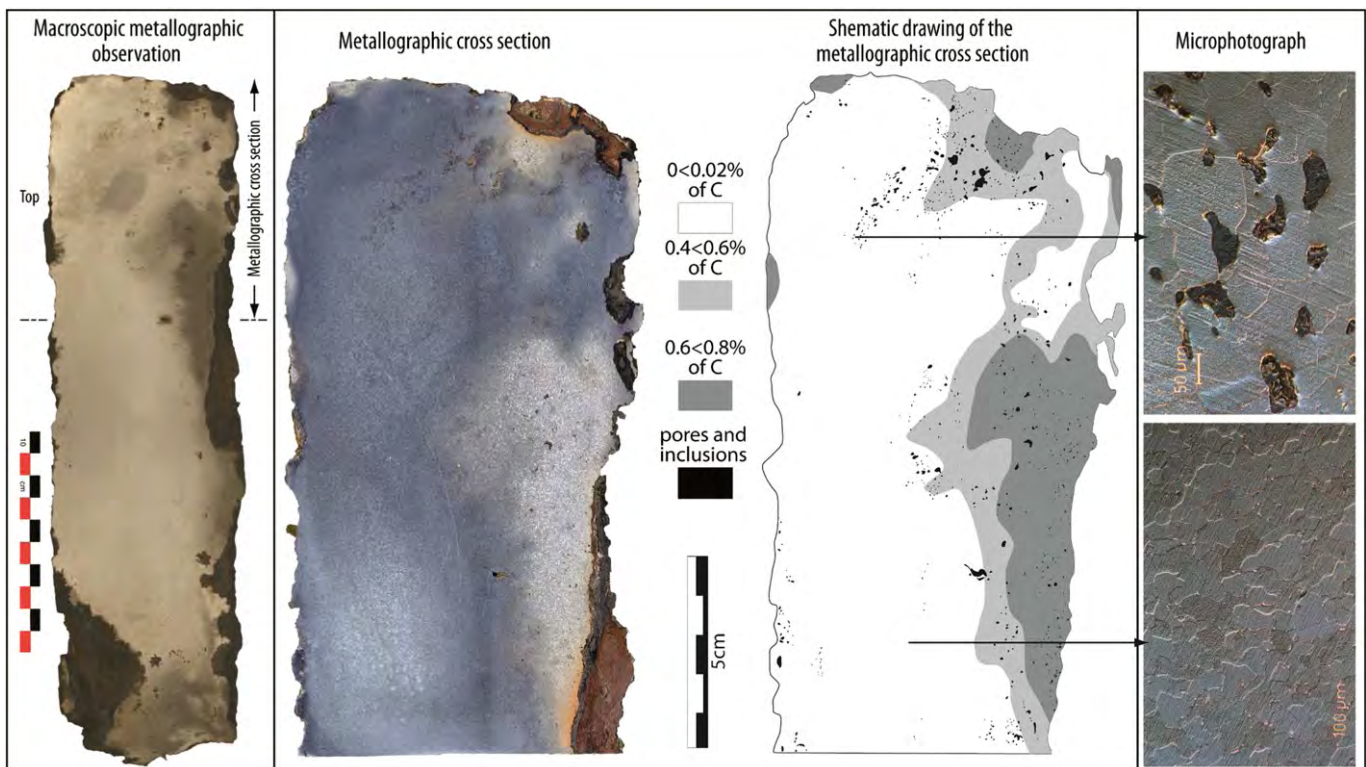 Macroscopic metallographic
observation
Metallographic cross section
Shematic drawing of the
metallographic cross section
Microphotograph
Top
Metallographic cross section
10
cm
0<0.02%
of C
0.4<0.6%
of C
0.6<0.8%
of C
pores and
inclusions
5cm
50 µm
100 µm